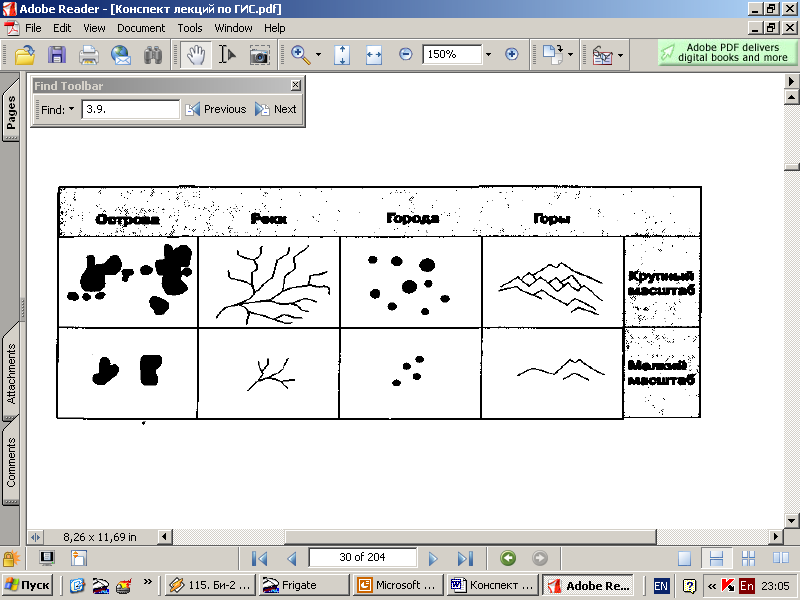 Adobe Reader - [Конспект лекций по ГИС.pdf]
File Edit View Document Tools Window Help
150%
Adobe PDF delivers
digital books and more
Find Toolbar
Find: 3.9. Previous Next
Pages
Острова Реки Города Горы
Крупный
масштаб
Мелкий
масштаб
Attachments
Comments
8,26 x 11,69 in
30 of 204
Пуск » 115. Би-2 ... Frigate Microsoft ... Конспект ... Adobe Re... EN « En 23:05